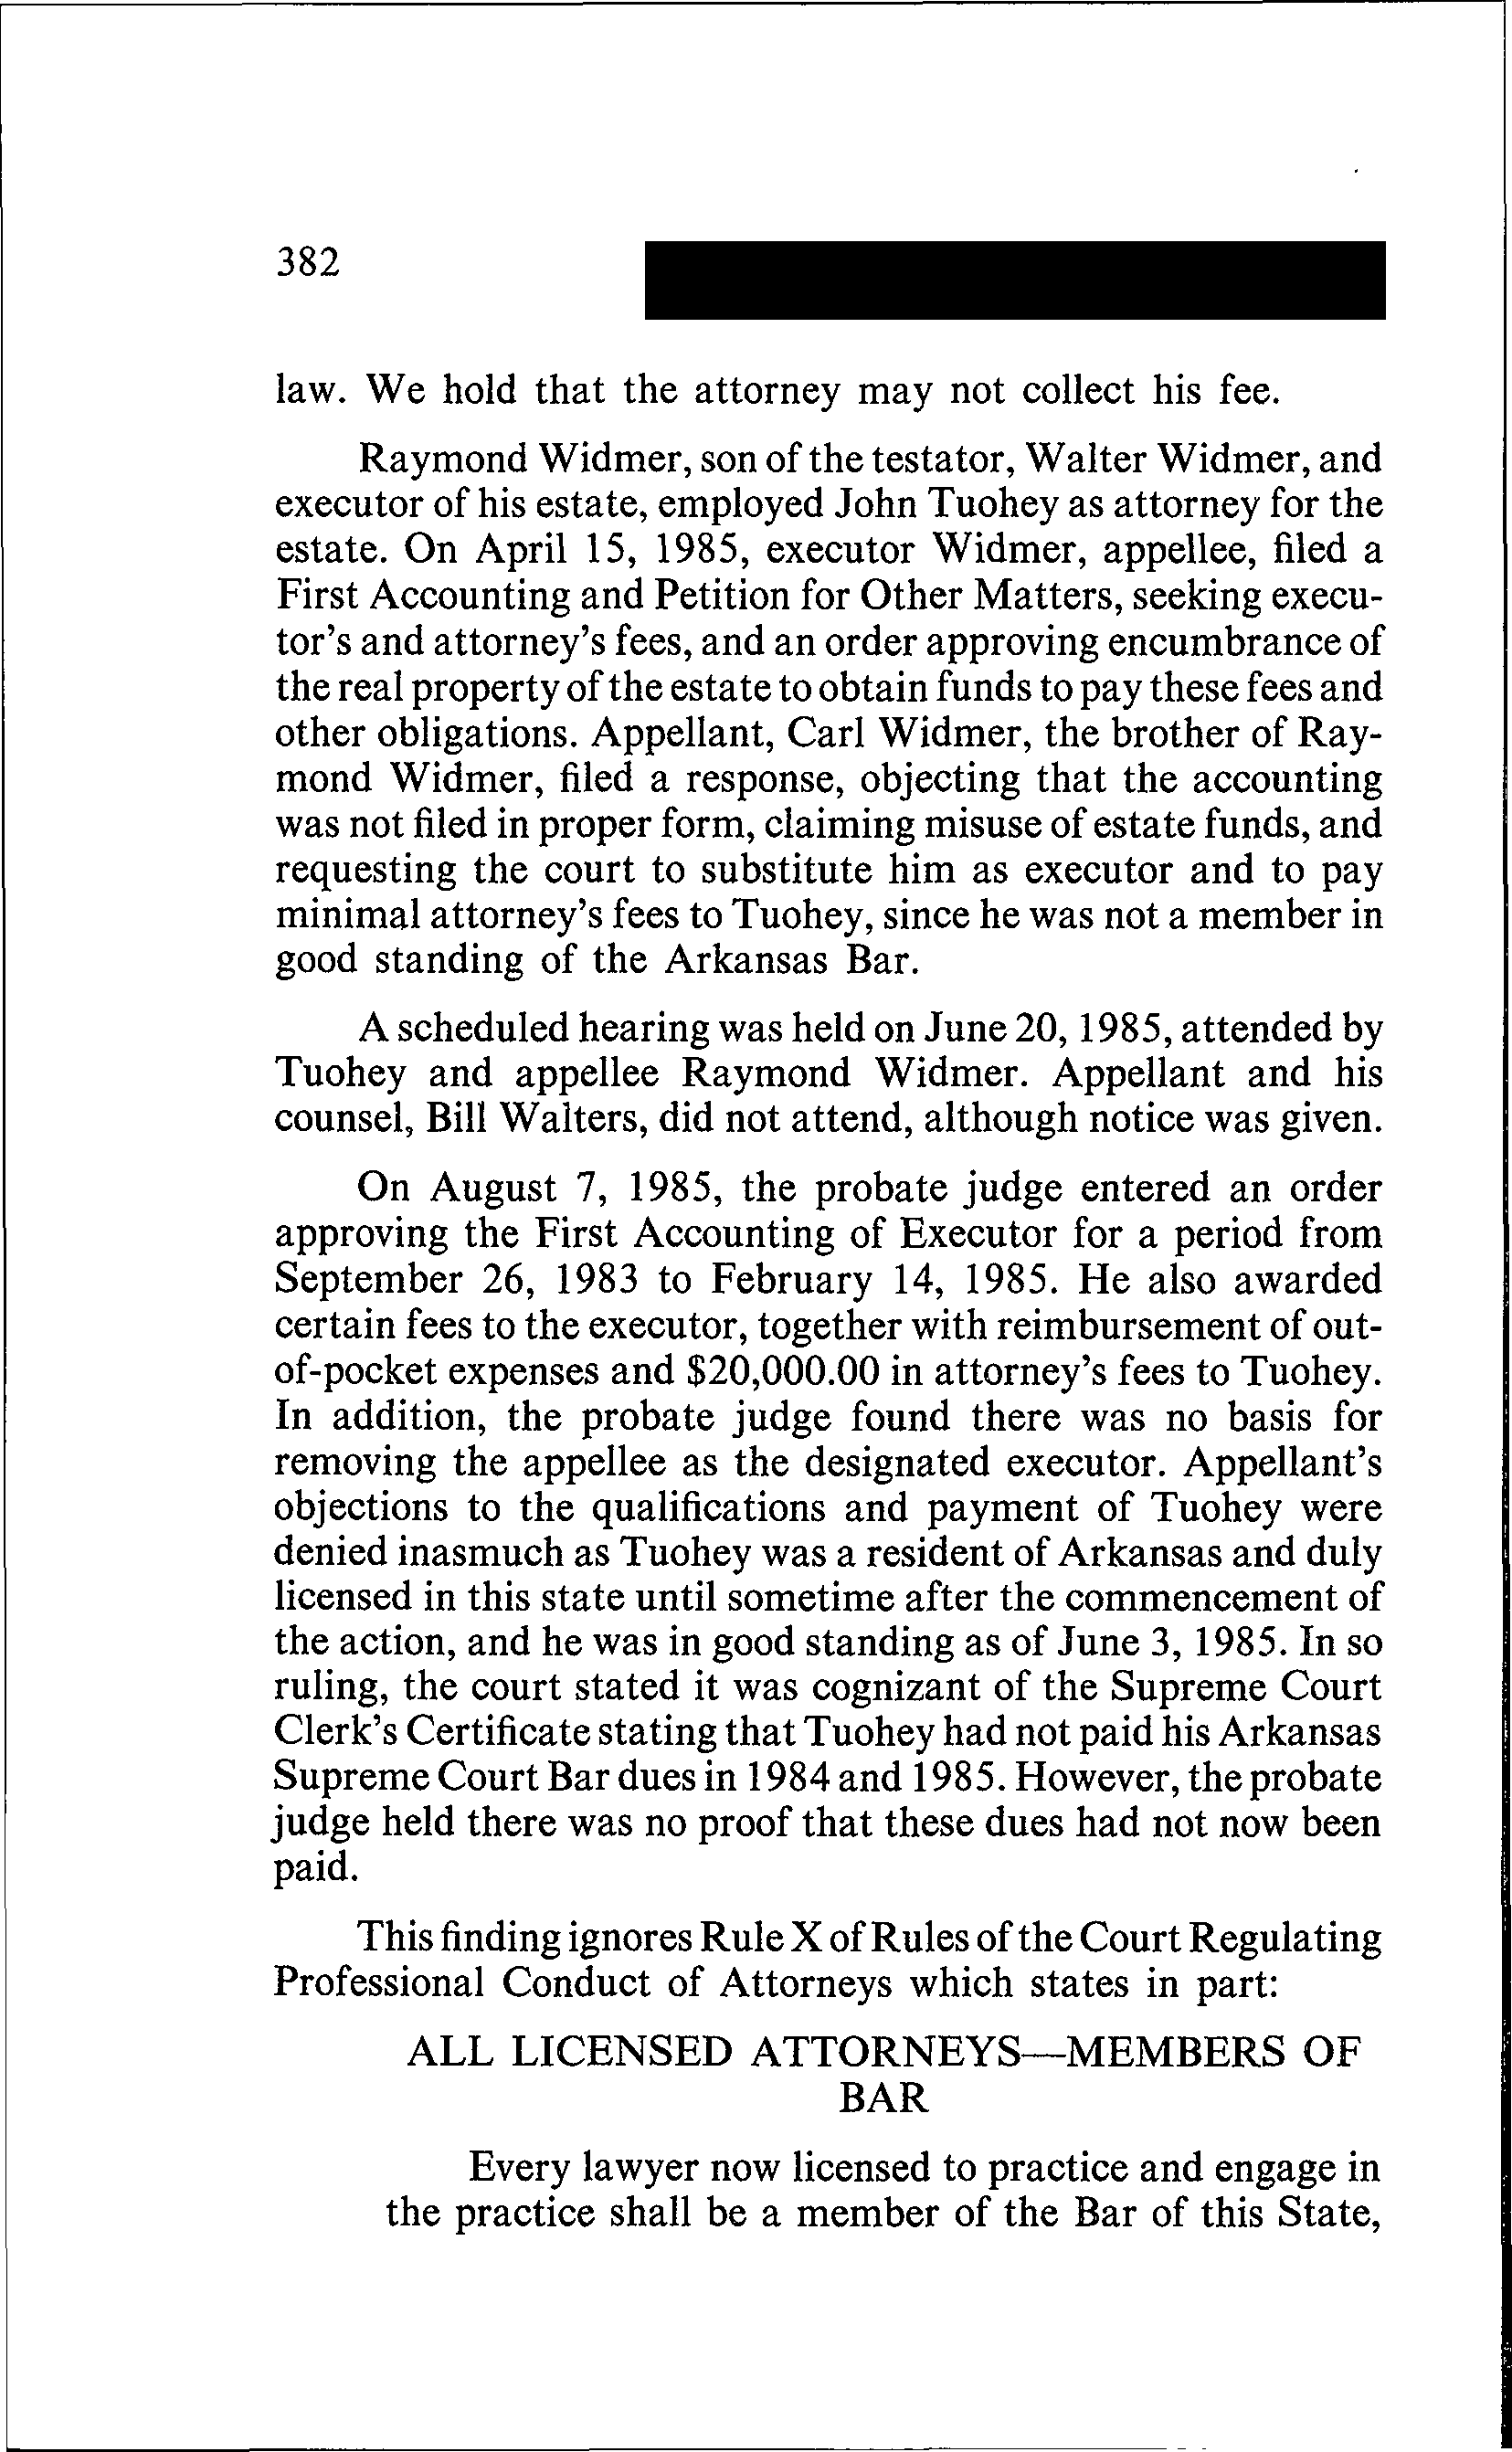 382
law. We hold that the attorney may not collect his fee.
Raymond Widmer, son of the testator, Walter Widmer, and
executor of his estate, employed John Tuohey as attorney for the
estate. On April 15, 1985, executor Widmer, appellee, filed a
First Accounting and Petition for Other Matters, seeking execu-
tor's and attorney's fees, and an order approving encumbrance of
the real property of the estate to obtain funds to pay these fees and
other obligations. Appellant, Carl Widmer, the brother of Ray-
mond Widmer, filed a response, objecting that the accounting
was not filed in proper form, claiming misuse of estate funds, and
requesting the court to substitute him as executor and to pay
minimal attorney's fees to Tuohey, since he was not a member in
good standing of the Arkansas Bar.
A scheduled hearing was held on June 20, 1985, attended by
Tuohey and appellee Raymond Widmer. Appellant and his
counsel, Bill Walters, did not attend, although notice was given.
On August 7, 1985, the probate judge entered an order
approving the First Accounting of Executor for a period from
September 26, 1983 to February 14, 1985. He also awarded
certain fees to the executor, together with reimbursement of out-
of-pocket expenses and $20,000.00 in attorney's fees to Tuohey.
In addition, the probate judge found there was no basis for
removing the appellee as the designated executor. Appellant's
objections to the qualifications and payment of Tuohey were
denied inasmuch as Tuohey was a resident of Arkansas and duly
licensed in this state until sometime after the commencement of
the action, and he was in good standing as of June 3, 1985. In so
ruling, the court stated it was cognizant of the Supreme Court
Clerk's Certificate stating that Tuohey had not paid his Arkansas
Supreme Court Bar dues in 1984 and 1985. However, the probate
judge held there was no proof that these dues had not now been
paid.
This finding ignores Rule X of Rules of the Court Regulating
Professional Conduct of Attorneys which states in part:
ALL LICENSED ATTORNEYS—MEMBERS OF
BAR
Every lawyer now licensed to practice and engage in
the practice shall be a member of the Bar of this State,